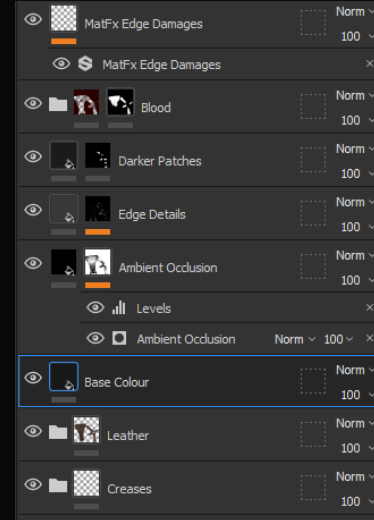 MatFx Edge Damages Norm
100
MatFx Edge Damages
Blood Norm
100
Darker Patches Norm
100
Edge Details Norm
100
Ambient Occlusion Norm
100
Levels
Ambient Occlusion Norm 100
Base Colour Norm
100
Leather Norm
100
Creases Norm
100